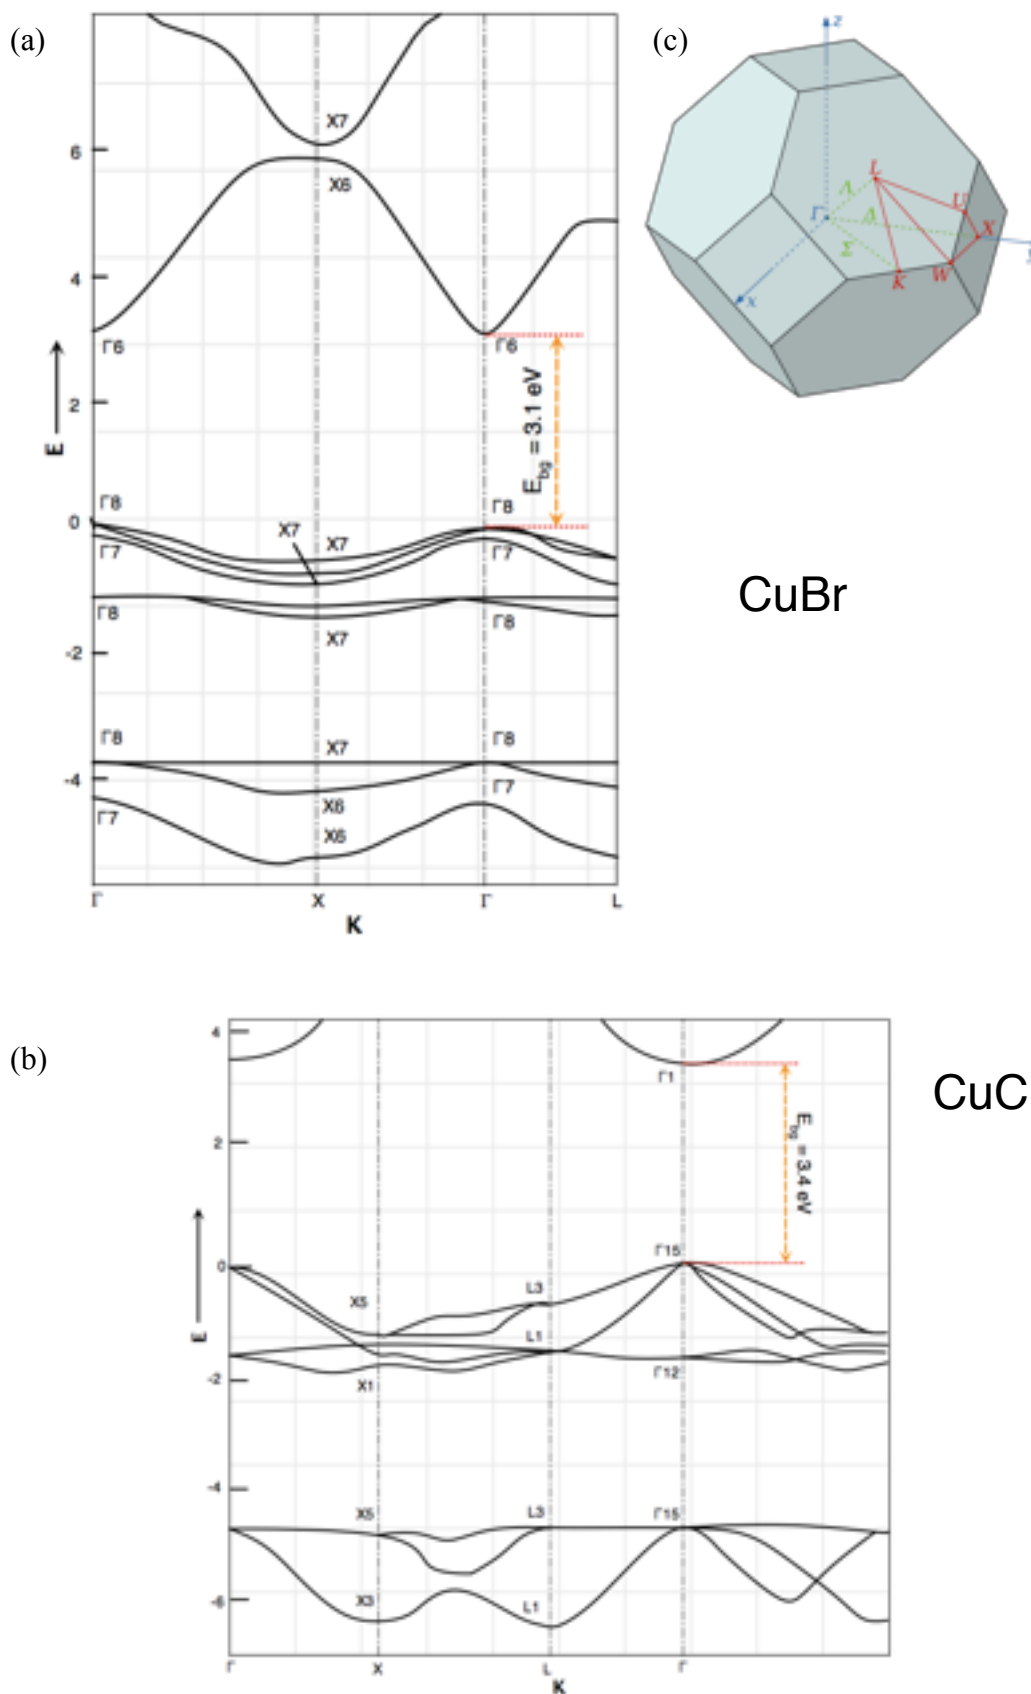 (a)
X7
6
X6
4
Γ6
Γ6
E_bg = 3.1 eV
2
E
Γ8
Γ8
0
X7
X7
Γ7
Γ7
Γ8
Γ8
X7
-2
Γ8
X7
Γ8
-4
X6
Γ7
Γ7
X6
Γ
X
Γ
L
K
CuBr
(c)
z
L
Λ
U
Γ
Δ
X
Σ
W
K
x
(b)
CuC
4
Γ1
2
E_bg = 3.4 eV
Γ15
0
X5
L3
E
L1
Γ12
-2
X1
-4
X5
L3
Γ15
X3
L1
-6
Γ
X
L
Γ
K